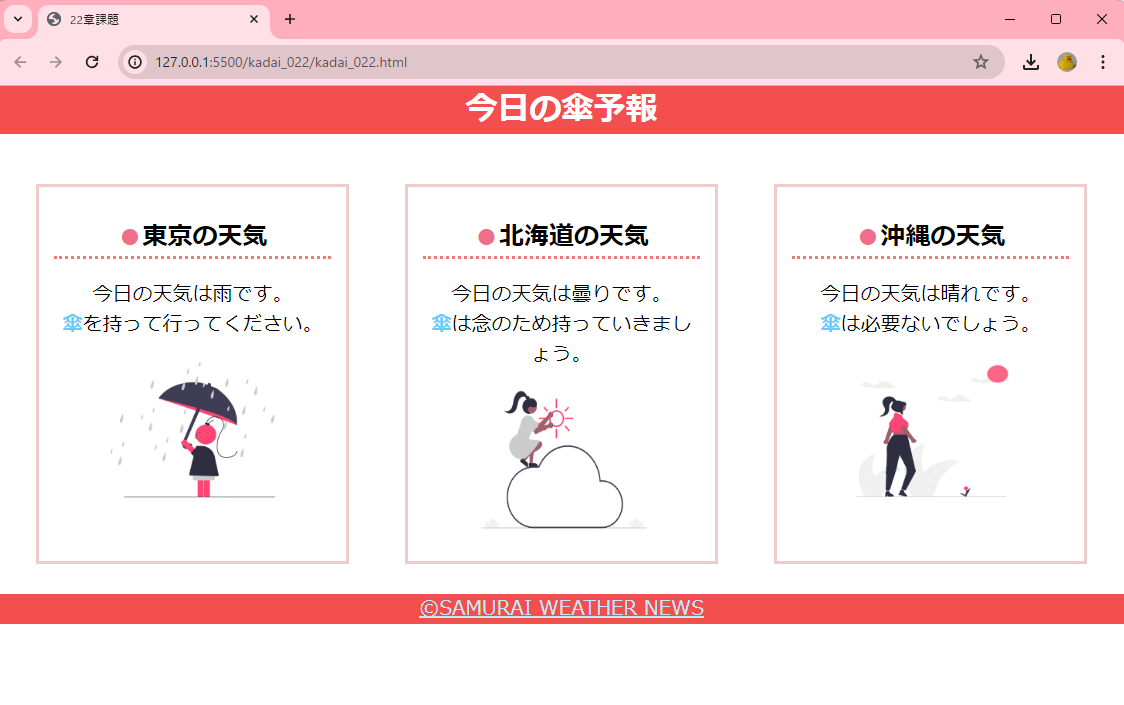 22章課題
127.0.0.1:5500/kadai_022/kadai_022.html
今日の傘予報
東京の天気
今日の天気は雨です。
傘を持って行ってください。
北海道の天気
今日の天気は曇りです。
傘は念のため持っていきまし
ょう。
沖縄の天気
今日の天気は晴れです。
傘は必要ないでしょう。
©SAMURAI WEATHER NEWS